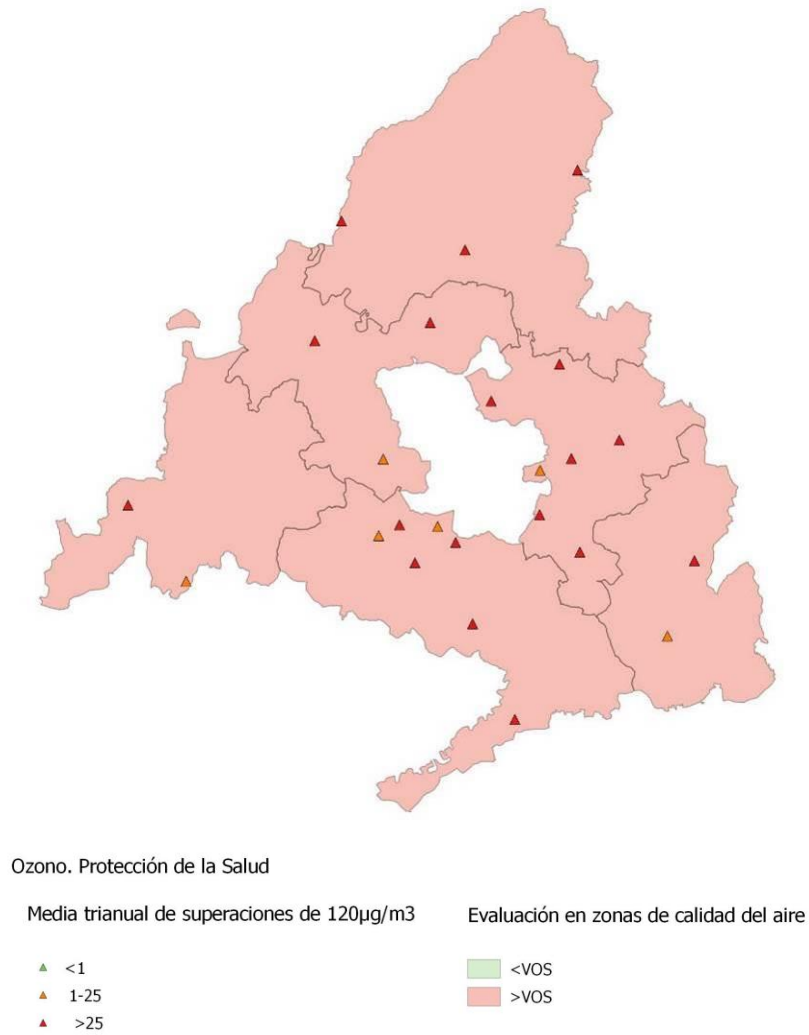 Ozono. Protección de la Salud
Media trianual de superaciones de 120µg/m3
<1
1-25
>25
Evaluación en zonas de calidad del aire
<VOS
>VOS